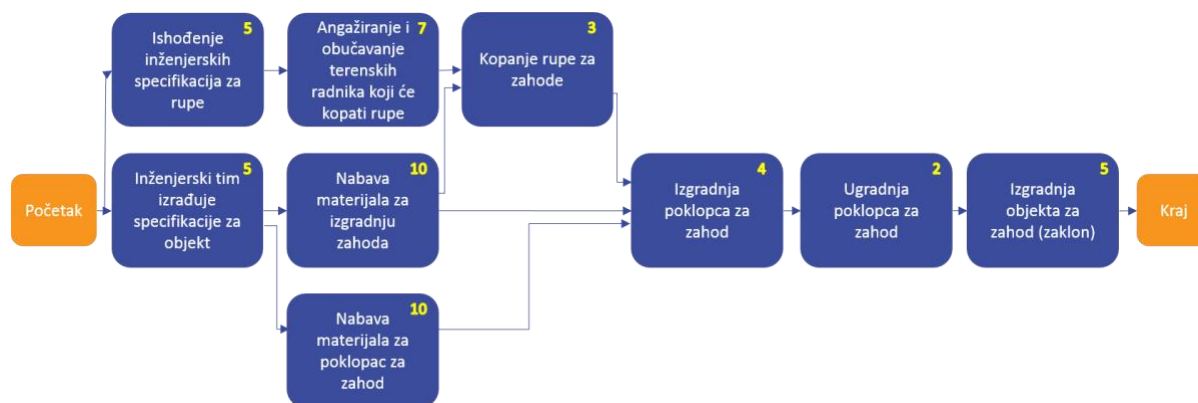 5
Ishođenje
inženjerskih
specifikacija za
rupe
7
Angažiranje i
obučavanje
terenskih
radnika koji će
kopati rupe
3
Kopanje rupe za
zahode
Početak
5
Inženjerski tim
izrađuje
specifikacije za
objekt
10
Nabava
materijala za
izgradnju
zahoda
10
Nabava
materijala za
poklopac za
zahod
4
Izgradnja
poklopca za
zahod
2
Ugradnja
poklopca za
zahod
5
Izgradnja
objekta za
zahod (zaklon)
Kraj